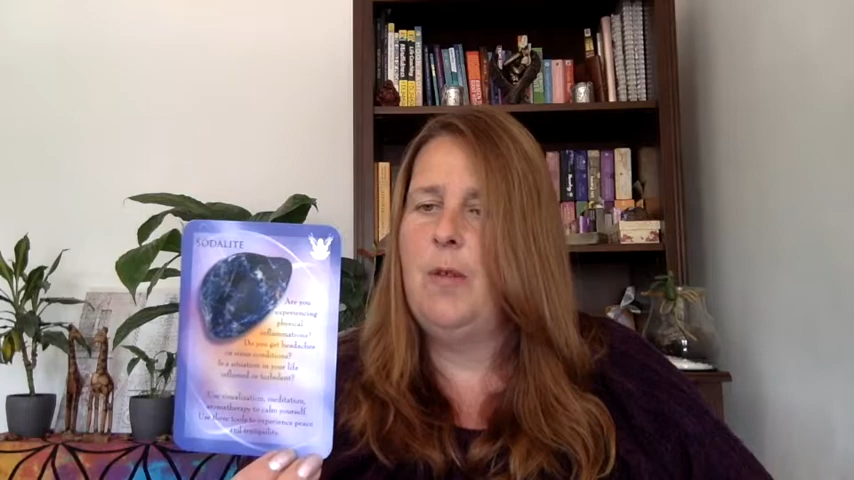 SODALITE
Are you
experiencing
physical
inflammations?
Do you get headaches
or sinus conditions?
Is a situation in your life
inflamed or turbulent?
Use visualization, meditation,
aromatherapy to calm yourself.
Use these tools to experience peace
and tranquility.